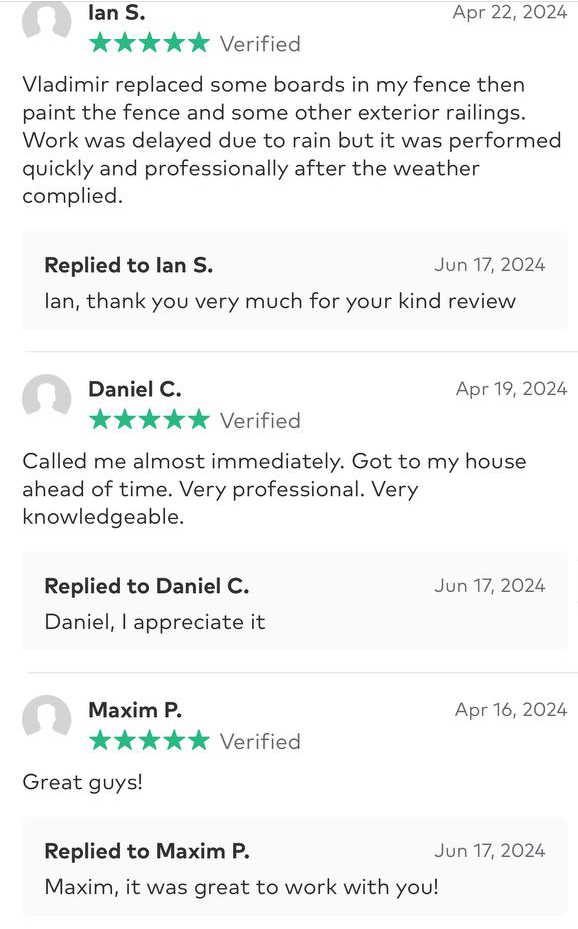 Ian S.
Apr 22, 2024
Verified
Vladimir replaced some boards in my fence then
paint the fence and some other exterior railings.
Work was delayed due to rain but it was performed
quickly and professionally after the weather
complied.
Replied to Ian S.
Jun 17, 2024
Ian, thank you very much for your kind review
Daniel C.
Apr 19, 2024
Verified
Called me almost immediately. Got to my house
ahead of time. Very professional. Very
knowledgeable.
Replied to Daniel C.
Jun 17, 2024
Daniel, I appreciate it
Maxim P.
Apr 16, 2024
Verified
Great guys!
Replied to Maxim P.
Jun 17, 2024
Maxim, it was great to work with you!